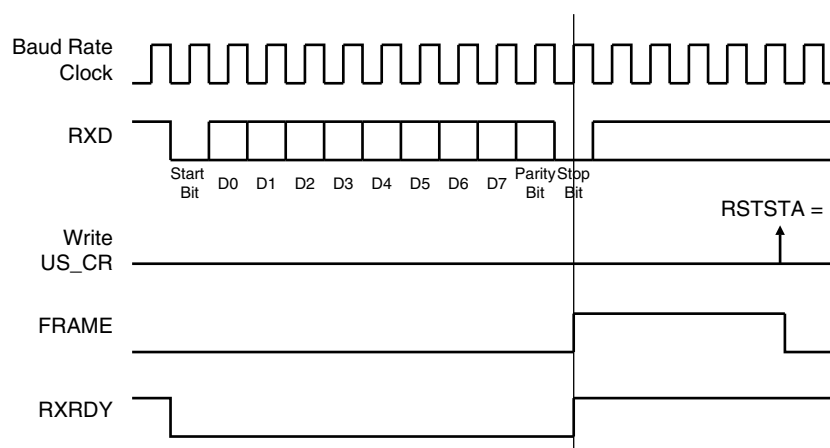 Baud Rate
Clock
RXD
Start
Bit
D0 D1 D2 D3 D4 D5 D6 D7
Parity
Bit
Stop
Bit
RSTSTA =
Write
US_CR
FRAME
RXRDY